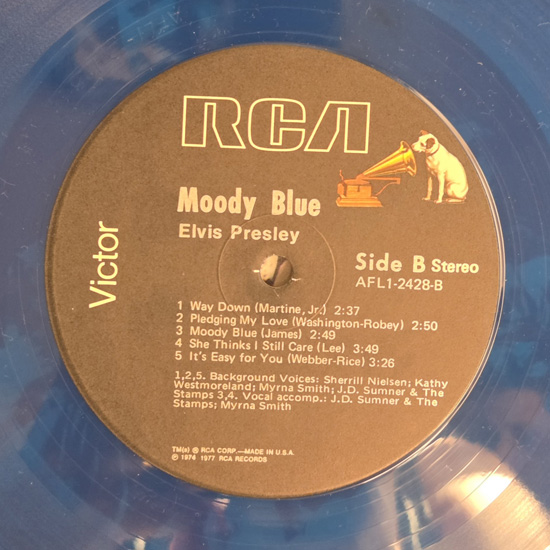 RCA
Victor
Moody Blue
Elvis Presley
Side B Stereo
AFL1-2428-B
1 Way Down (Martine, Jr.) 2:37
2 Pledging My Love (Washington-Robey) 2:50
3 Moody Blue (James) 2:49
4 She Thinks I Still Care (Lee) 3:49
5 It's Easy for You (Webber-Rice) 3:26
1,2,5. Background Voices: Sherrill Nielsen; Kathy
Westmoreland; Myrna Smith; J.D. Sumner & The
Stamps 3,4. Vocal accomp.: J.D. Sumner & The
Stamps; Myrna Smith
TM(s) ® RCA CORP.—MADE IN U.S.A.
℗ 1976 1977 RCA RECORDS